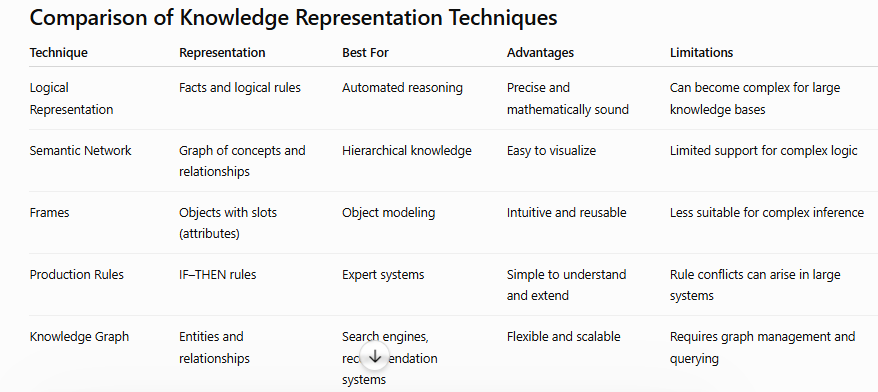 Comparison of Knowledge Representation Techniques
Technique Representation Best For Advantages Limitations
Logical Facts and logical rules Automated reasoning Precise and Can become complex for large
Representation mathematically sound knowledge bases
Semantic Network Graph of concepts and Hierarchical knowledge Easy to visualize Limited support for complex logic
relationships
Frames Objects with slots Object modeling Intuitive and reusable Less suitable for complex inference
(attributes)
Production Rules IF–THEN rules Expert systems Simple to understand Rule conflicts can arise in large
and extend systems
Knowledge Graph Entities and Search engines, Flexible and scalable Requires graph management and
relationships querying
systems